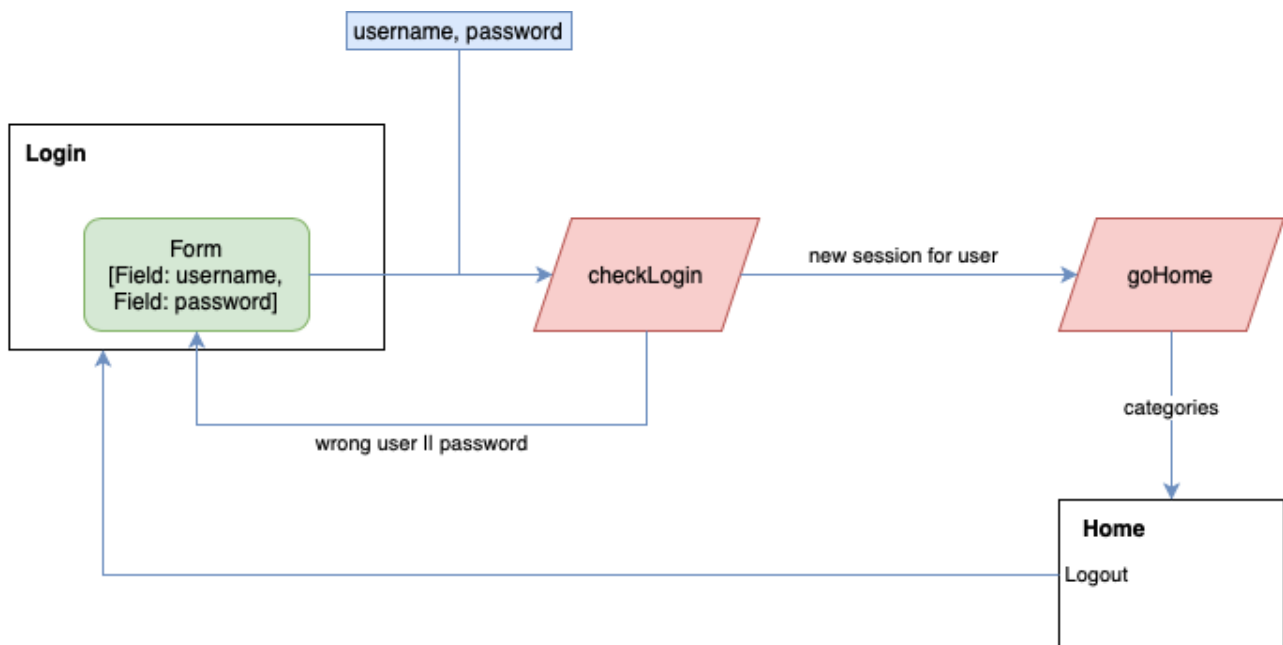 username, password
Login
Form
[Field: username,
Field: password]
checkLogin
new session for user
goHome
categories
wrong user II password
Home
Logout